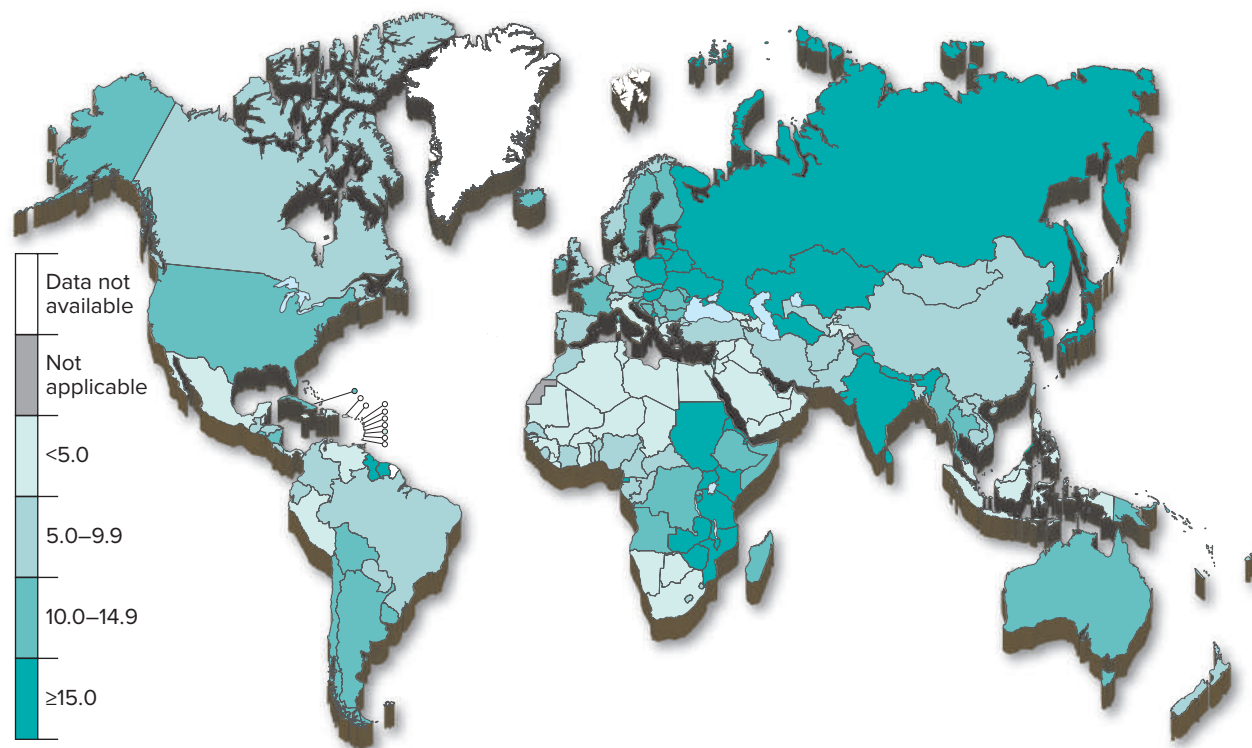 Data not
available
Not
applicable
<5.0
5.0–9.9
10.0–14.9
≥15.0